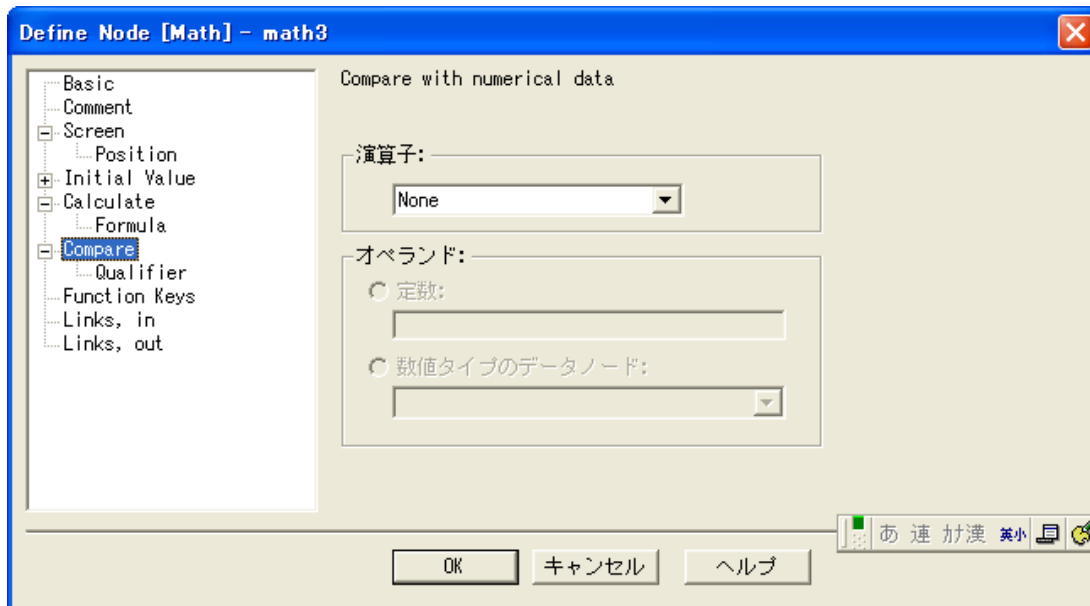 Define Node [Math] - math3
Basic
Comment
Screen
Position
Initial Value
Calculate
Formula
Compare
Qualifier
Function Keys
Links, in
Links, out
Compare with numerical data
演算子:
None
オペランド:
定数:
数値タイプのデータノード:
あ 連 ｶﾅ漢 英小
OK キャンセル ヘルプ